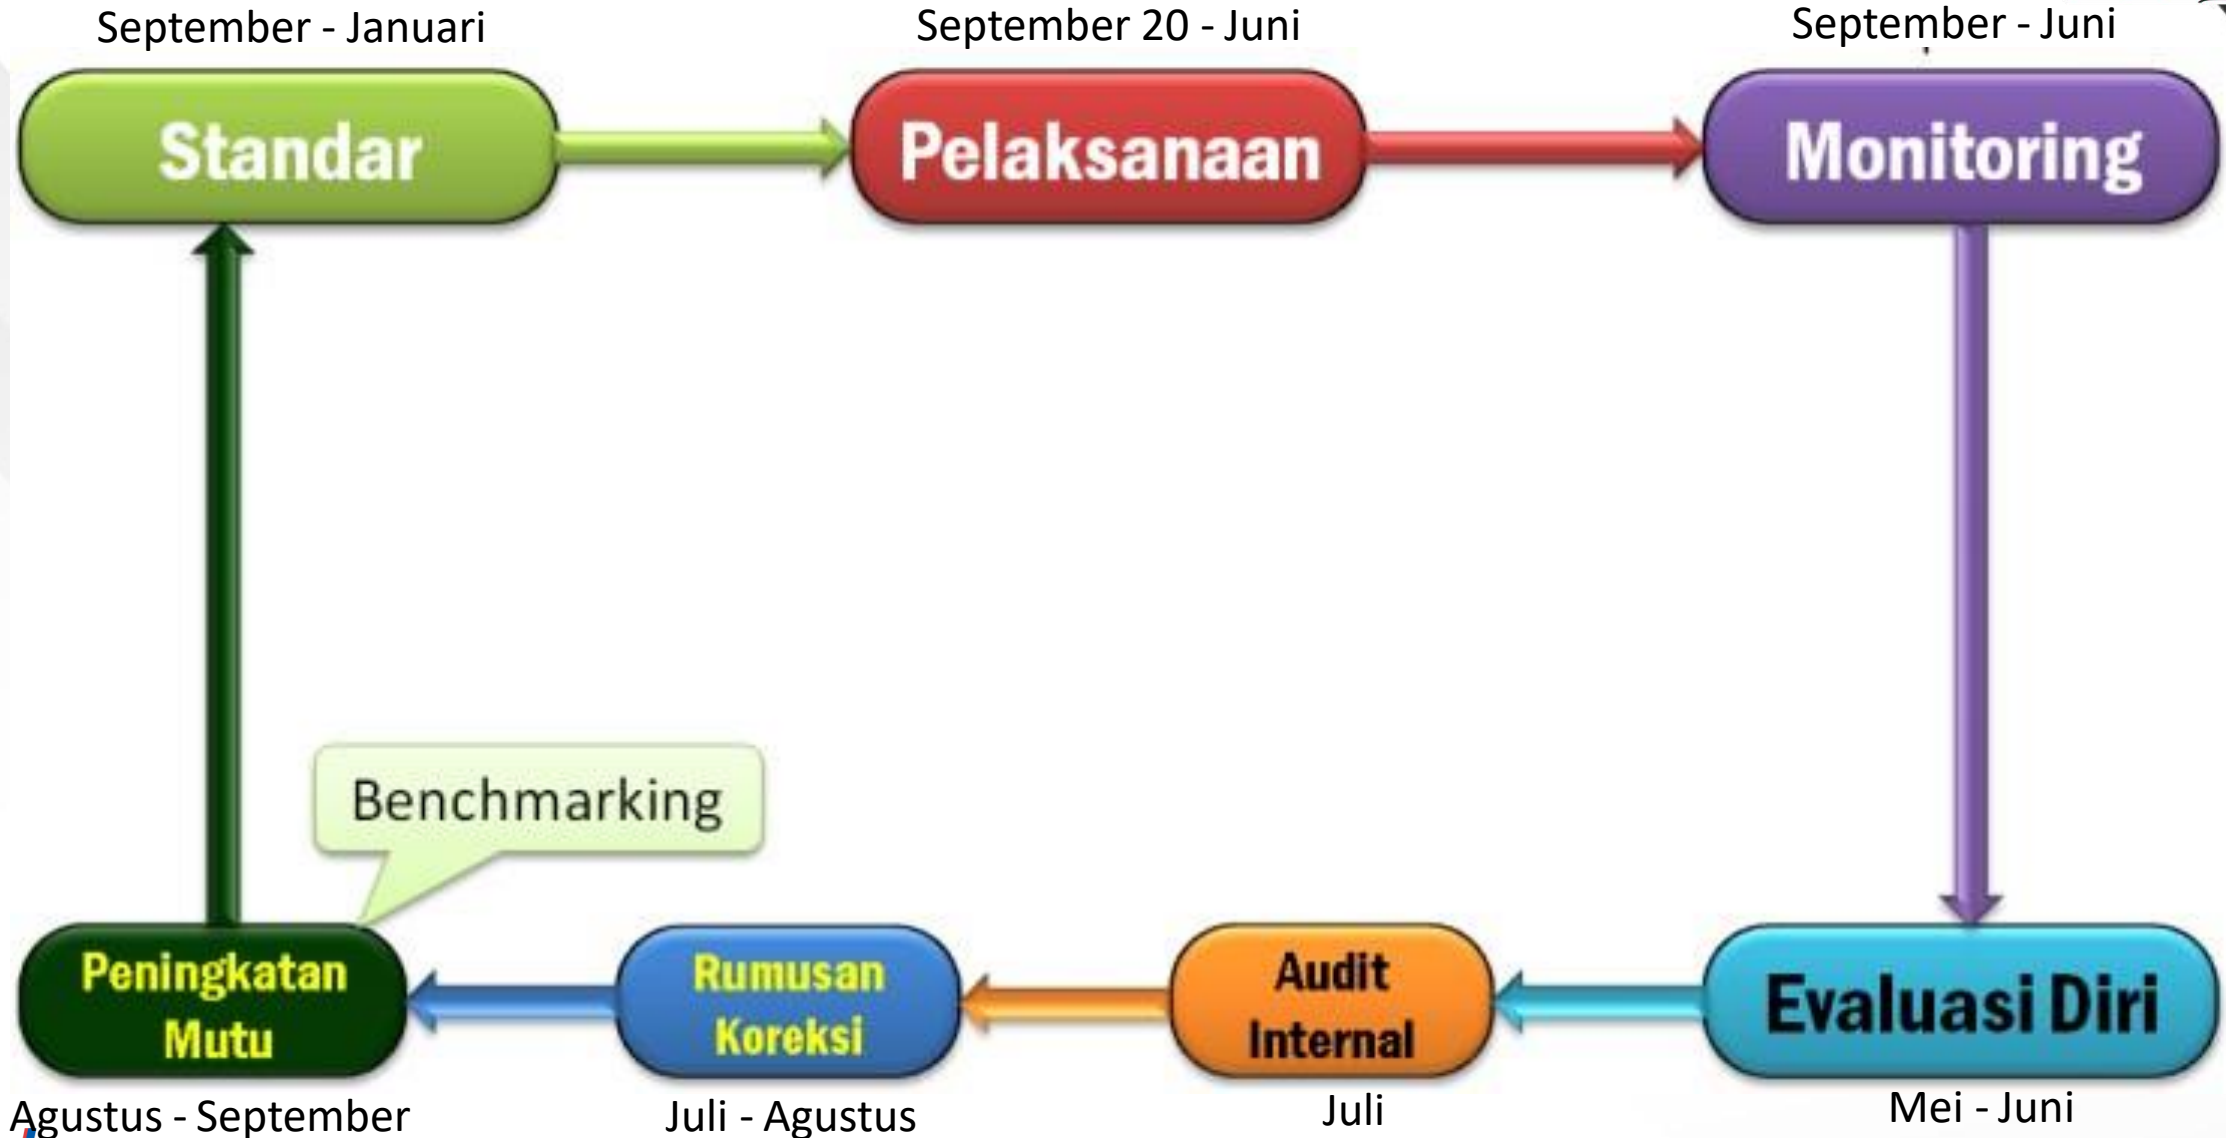 September - Januari
September 20 - Juni
September - Juni
Standar
Pelaksanaan
Monitoring
Benchmarking
Peningkatan
Mutu
Rumusan
Koreksi
Audit
Internal
Evaluasi Diri
Agustus - September
Juli - Agustus
Juli
Mei - Juni